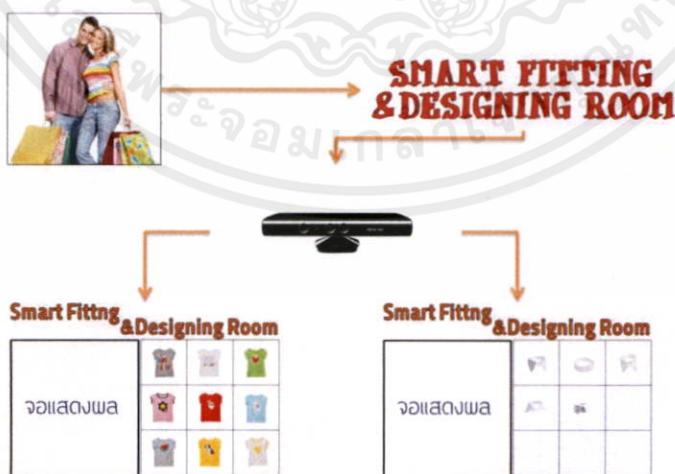 SMART FITTING
& DESIGNING ROOM
Smart Fittng
&Designing Room
จอแสดงผล
Smart Fittng
&Designing Room
จอแสดงผล